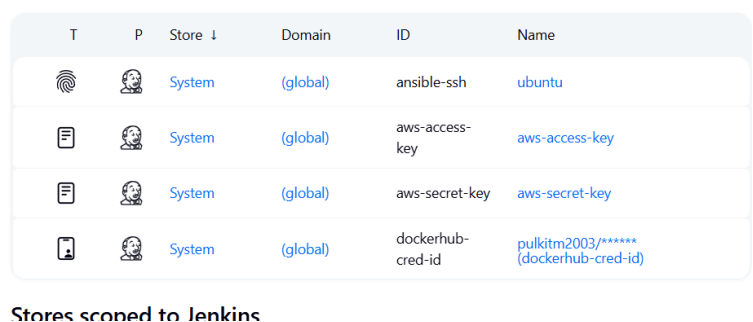 T P Store ↓ Domain ID Name
System (global) ansible-ssh ubuntu
System (global) aws-access-
key aws-access-key
System (global) aws-secret-key aws-secret-key
System (global) dockerhub-
cred-id pulkitm2003/******
(dockerhub-cred-id)
Stores scoped to Jenkins